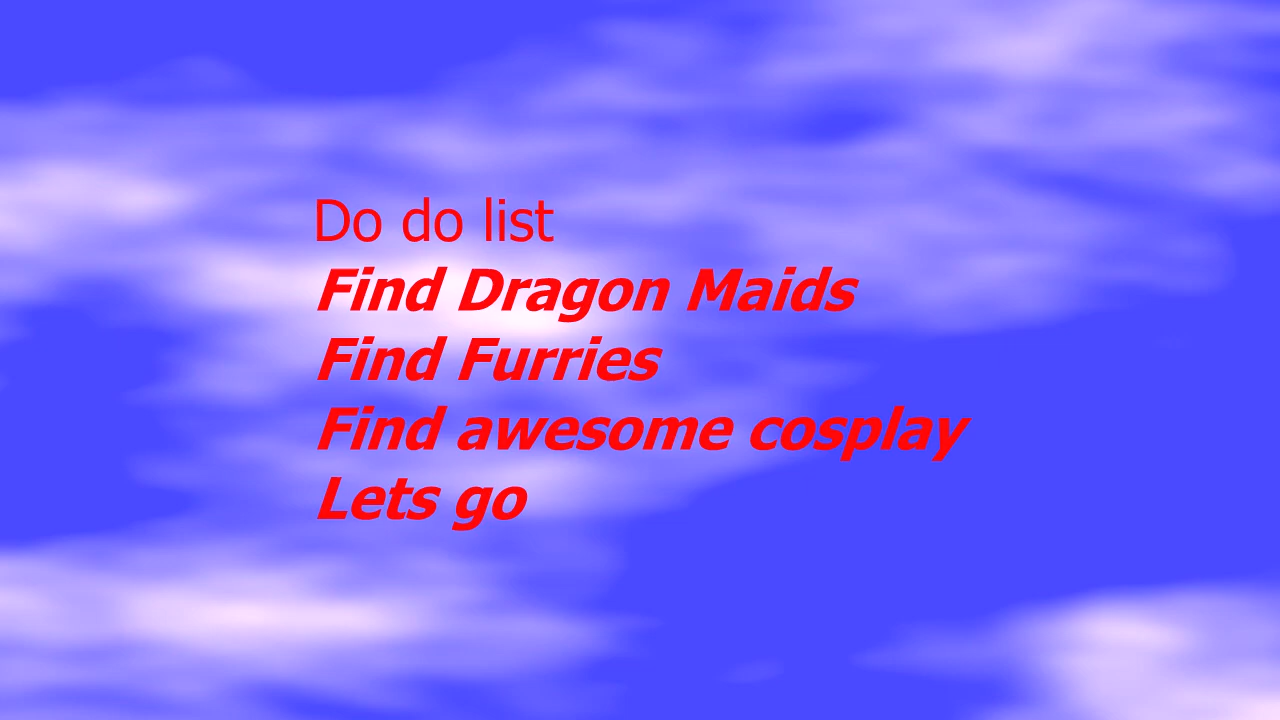 Do do list
Find Dragon Maids
Find Furries
Find awesome cosplay
Lets go